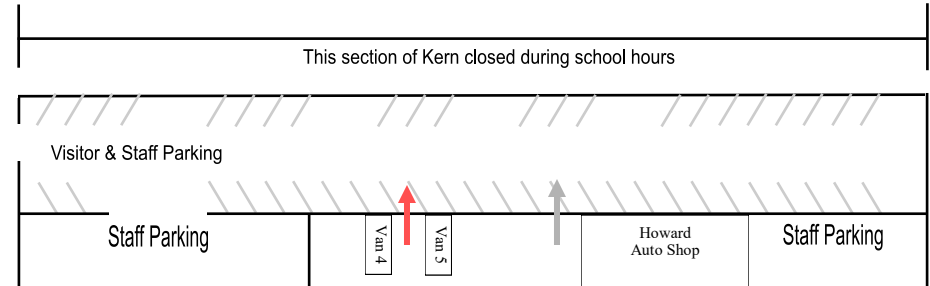 This section of Kern closed during school hours
Visitor & Staff Parking
Staff Parking
Van 4
Van 5
Howard
Auto Shop
Staff Parking